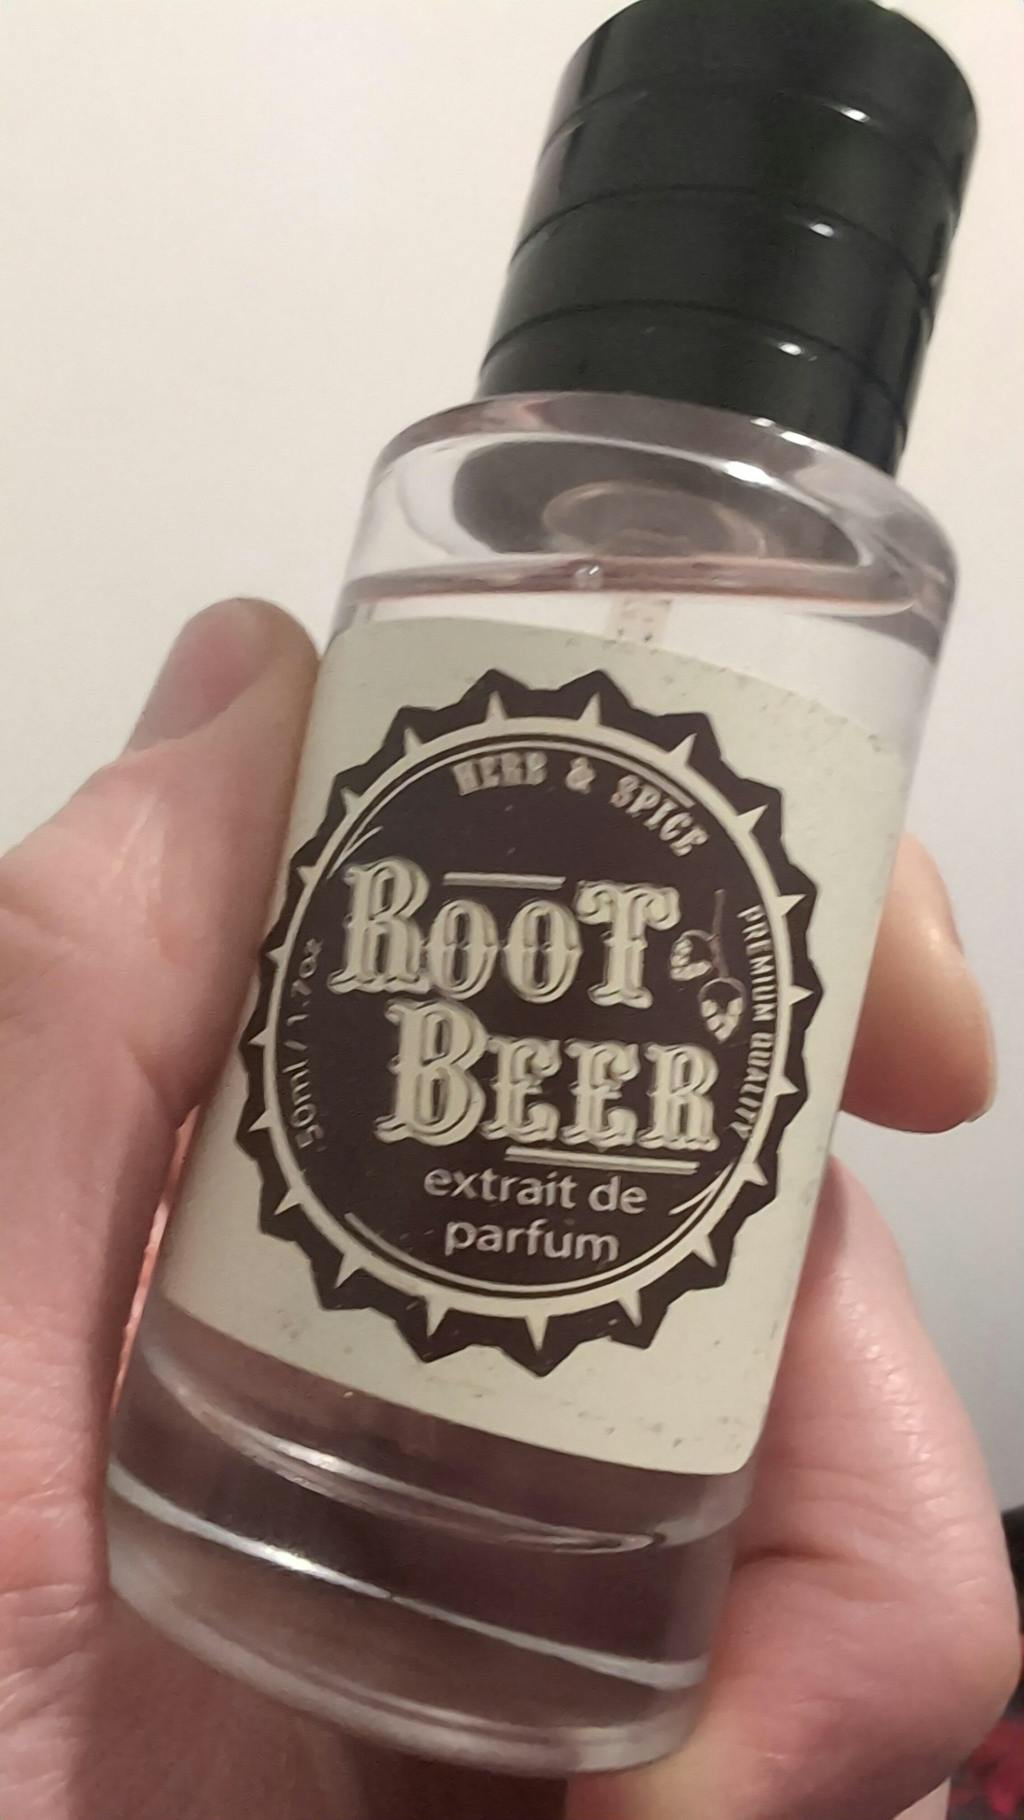 HERB & SPICE
ROOT
BEER
extrait de
parfum
50ml / 1.7oz
PREMIUM QUALITY